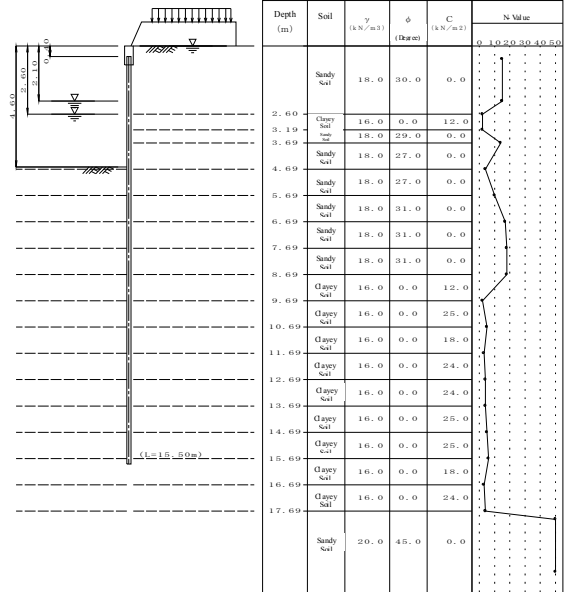 Depth (m) Soil γ (kN/m3) ϕ (Degree) C (kN/m2) N-Value
0 10 20 30 40 50
0.40
2.10
2.60
4.60
Sandy Soil 18.0 30.0 0.0
2.60
Clayey Soil 16.0 0.0 12.0
3.19
Sandy Soil 18.0 29.0 0.0
3.69
Sandy Soil 18.0 27.0 0.0
4.69
Sandy Soil 18.0 27.0 0.0
5.69
Sandy Soil 18.0 31.0 0.0
6.69
Sandy Soil 18.0 31.0 0.0
7.69
Sandy Soil 18.0 31.0 0.0
8.69
Clayey Soil 16.0 0.0 12.0
9.69
Clayey Soil 16.0 0.0 25.0
10.69
Clayey Soil 16.0 0.0 18.0
11.69
Clayey Soil 16.0 0.0 24.0
12.69
Clayey Soil 16.0 0.0 24.0
13.69
Clayey Soil 16.0 0.0 25.0
14.69
Clayey Soil 16.0 0.0 25.0
(L=15.50m)
15.69
Clayey Soil 16.0 0.0 18.0
16.69
Clayey Soil 16.0 0.0 24.0
17.69
Sandy Soil 20.0 45.0 0.0